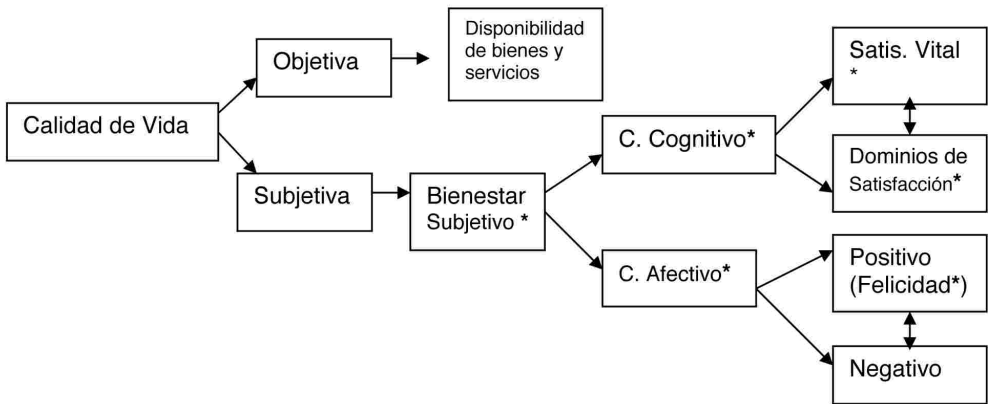 Calidad de Vida
Objetiva
Disponibilidad
de bienes y
servicios
Subjetiva
Bienestar
Subjetivo *
C. Cognitivo*
Satis. Vital
*
Dominios de
Satisfacción*
C. Afectivo*
Positivo
(Felicidad*)
Negativo